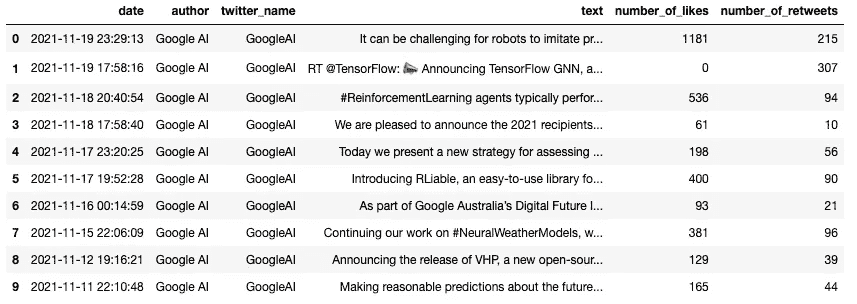 date author twitter_name text number_of_likes number_of_retweets
0 2021-11-19 23:29:13 Google AI GoogleAI It can be challenging for robots to imitate pr... 1181 215
1 2021-11-19 17:58:16 Google AI GoogleAI RT @TensorFlow: Announcing TensorFlow GNN, a... 0 307
2 2021-11-18 20:40:54 Google AI GoogleAI #ReinforcementLearning agents typically perfor... 536 94
3 2021-11-18 17:58:40 Google AI GoogleAI We are pleased to announce the 2021 recipients... 61 10
4 2021-11-17 23:20:25 Google AI GoogleAI Today we present a new strategy for assessing ... 198 56
5 2021-11-17 19:52:28 Google AI GoogleAI Introducing RLiable, an easy-to-use library fo... 400 90
6 2021-11-16 00:14:59 Google AI GoogleAI As part of Google Australia’s Digital Future I... 93 21
7 2021-11-15 22:06:09 Google AI GoogleAI Continuing our work on #NeuralWeatherModels, w... 381 96
8 2021-11-12 19:16:21 Google AI GoogleAI Announcing the release of VHP, a new open-sour... 129 39
9 2021-11-11 22:10:48 Google AI GoogleAI Making reasonable predictions about the future... 165 44